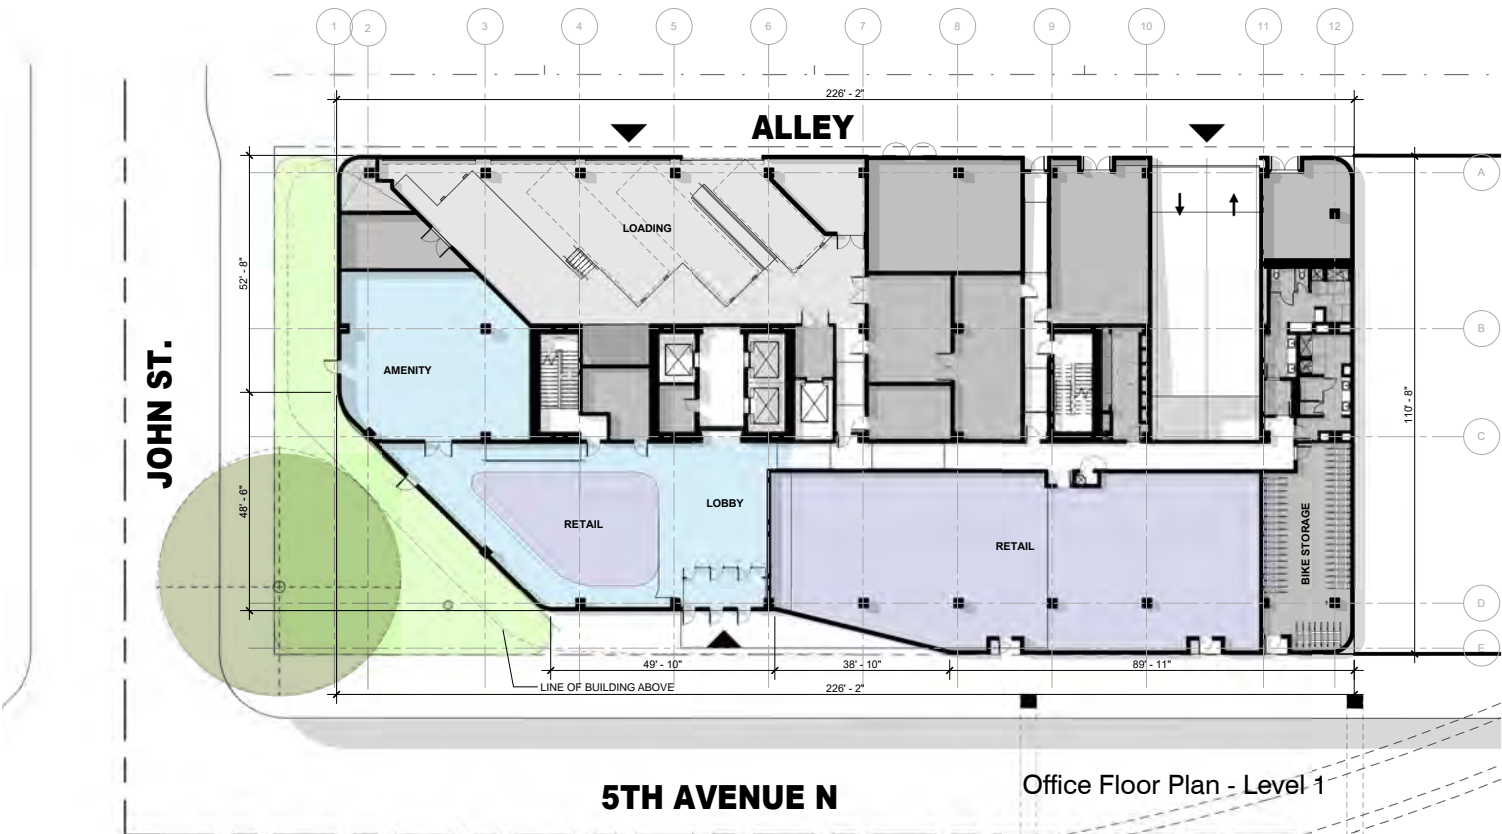 1 2 3 4 5 6 7 8 9 10 11 12
226' - 2"
ALLEY
A
LOADING
52' - 8"
B
JOHN ST.
AMENITY
110' - 8"
C
48' - 6"
LOBBY
RETAIL
RETAIL
BIKE STORAGE
D
E
49' - 10"
38' - 10"
89' - 11"
LINE OF BUILDING ABOVE
226' - 2"
5TH AVENUE N
Office Floor Plan - Level 1